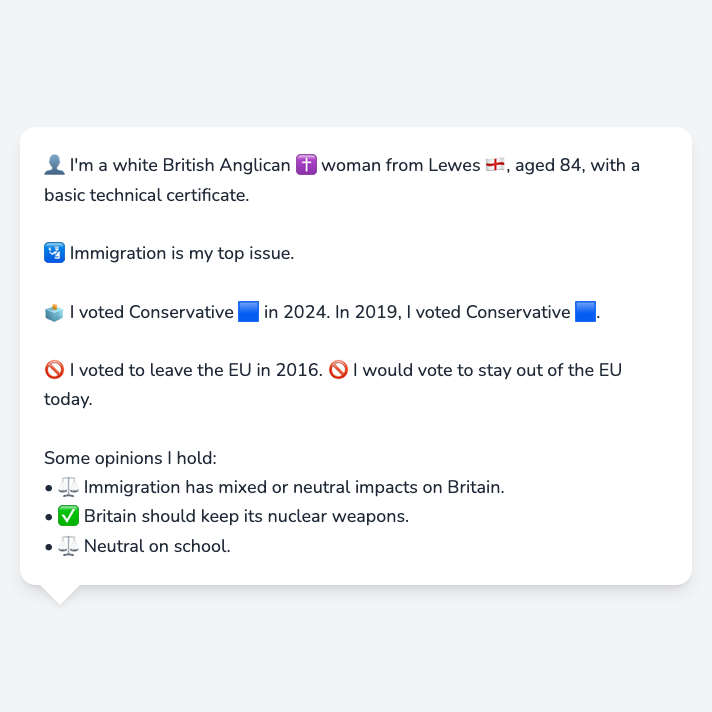 👤 I'm a white British Anglican ✝️ woman from Lewes 🏴󠁧󠁢󠁥󠁮󠁧󠁿, aged 84, with a
basic technical certificate.
🛂 Immigration is my top issue.
🗳️ I voted Conservative 🟦 in 2024. In 2019, I voted Conservative 🟦.
🚫 I voted to leave the EU in 2016. 🚫 I would vote to stay out of the EU
today.
Some opinions I hold:
• ⚖️ Immigration has mixed or neutral impacts on Britain.
• ✅ Britain should keep its nuclear weapons.
• ⚖️ Neutral on school.